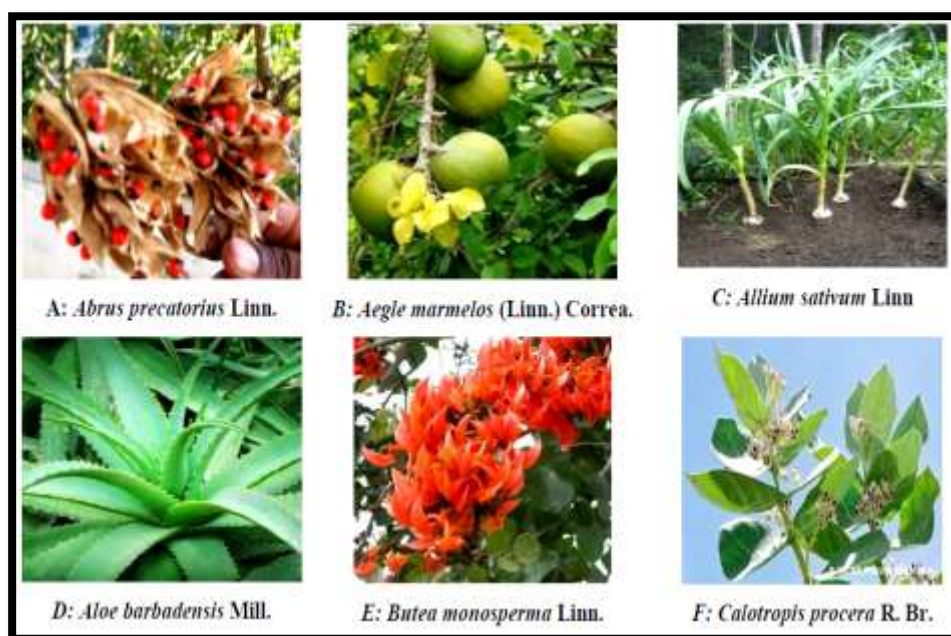 A: Abrus precatorius Linn.
B: Aegle marmelos (Linn.) Correa.
C: Allium sativum Linn
D: Aloe barbadensis Mill.
E: Butea monosperma Linn.
F: Calotropis procera R. Br.